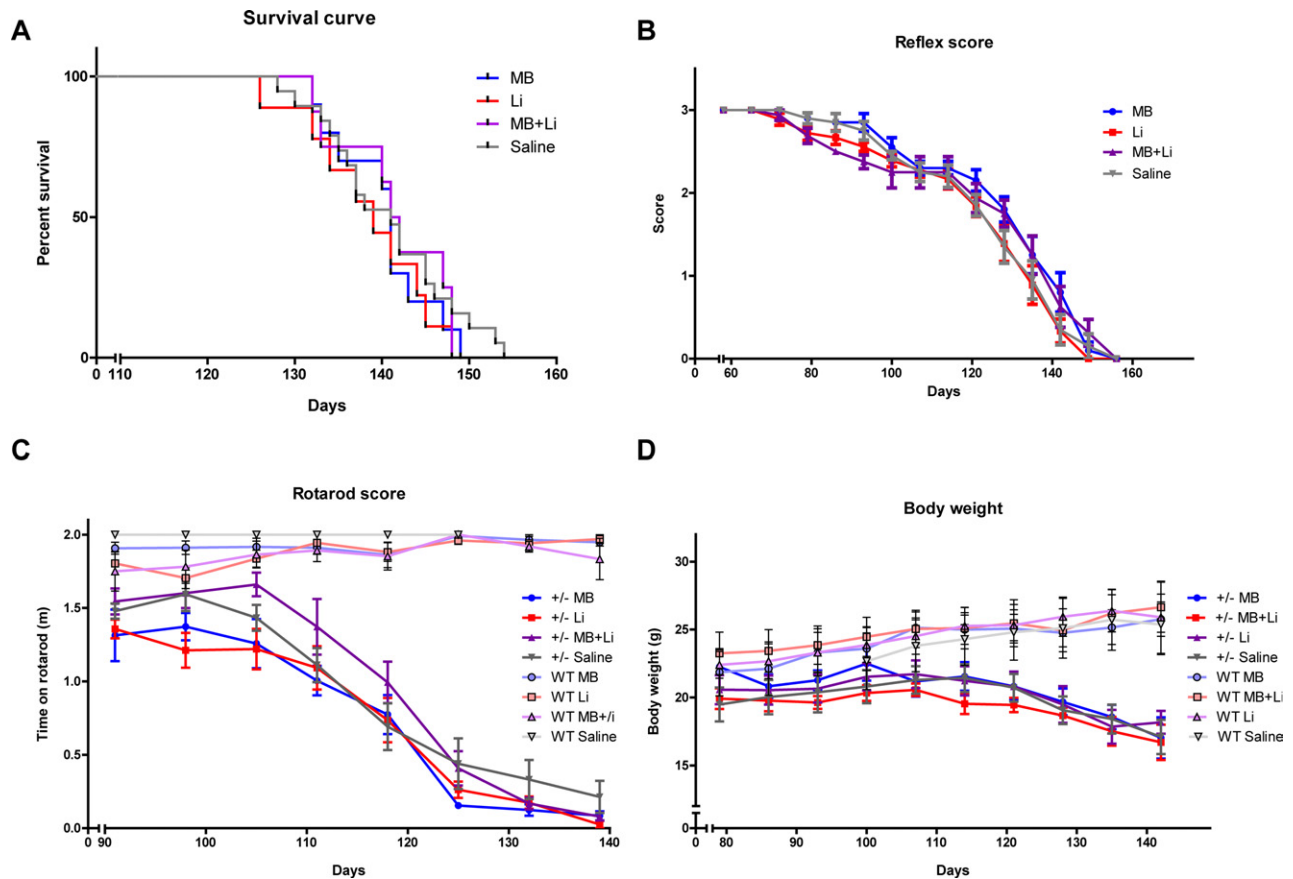 A
Survival curve
Percent survival
100
50
0
0 110 120 130 140 150 160
Days
MB
Li
MB+Li
Saline
B
Reflex score
Score
3
2
1
0
0 60 80 100 120 140 160
Days
MB
Li
MB+Li
Saline
C
Rotarod score
Time on rotarod (m)
2.0
1.5
1.0
0.5
0.0
0 90 100 110 120 130 140
Days
+/- MB
+/- Li
+/- MB+Li
+/- Saline
WT MB
WT Li
WT MB+/i
WT Saline
D
Body weight
Body weight (g)
30
25
20
15
0
0 80 90 100 110 120 130 140
Days
+/- MB
+/- MB+Li
+/- Li
+/- Saline
WT MB
WT MB+Li
WT Li
WT Saline